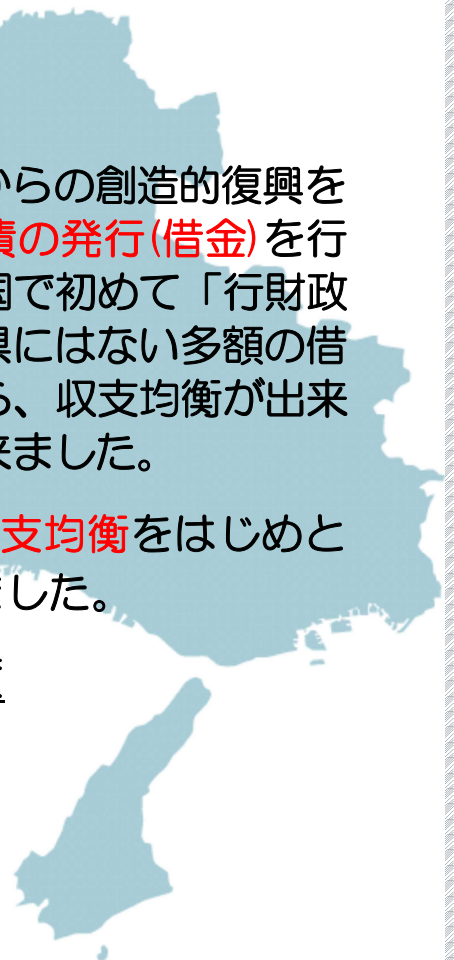 からの創造的復興を
債の発行(借金)を行
国で初めて「行財政
県にはない多額の借
ら、収支均衡が出来
来ました。
支均衡をはじめと
ました。